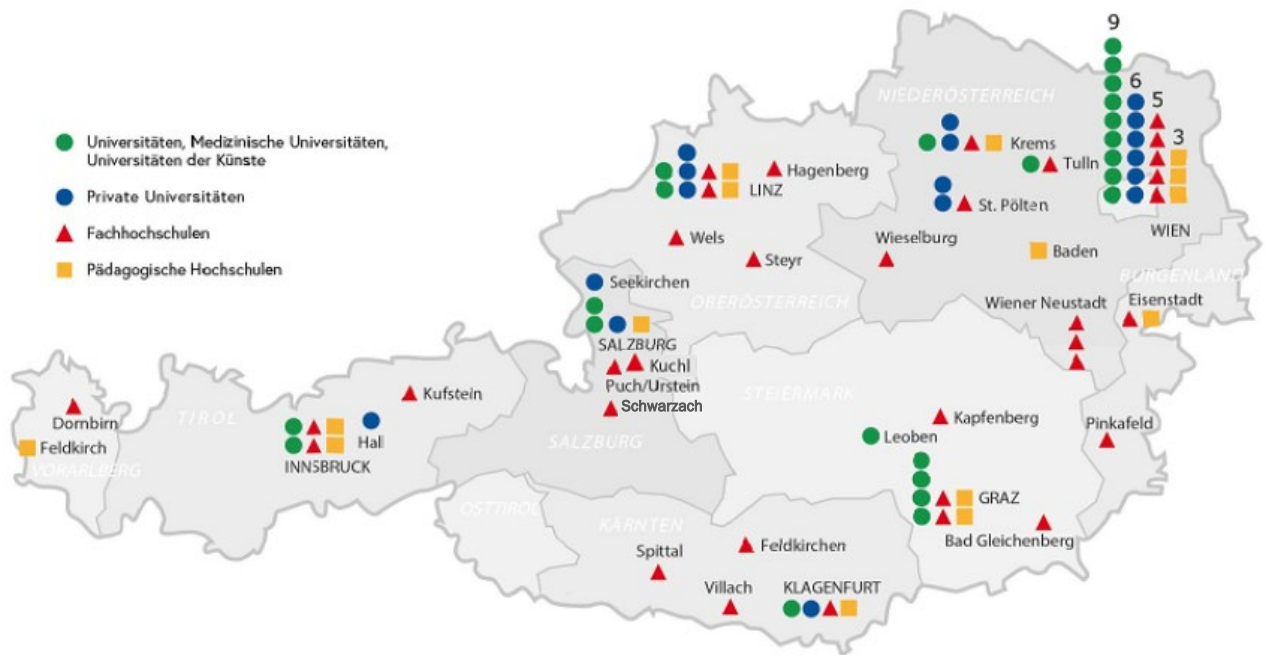 Universitäten, Medizinische Universitäten,
Universitäten der Künste
Private Universitäten
Fachhochschulen
Pädagogische Hochschulen
9
6
5
3
NIEDERÖSTERREICH
Krems
Tulln
Hagenberg
LINZ
St. Pölten
WIEN
Wels
Wieselburg
Baden
Steyr
BURGENLAND
Seekirchen
OBERÖSTERREICH
Wiener Neustadt
Eisenstadt
SALZBURG
Kuchl
Puch/Urstein
STEIERMARK
Kufstein
Schwarzach
Dornbirn
TIROL
Kapfenberg
Pinkafeld
Feldkirch
Hall
SALZBURG
Leoben
VORARLBERG
INNSBRUCK
GRAZ
OSTTIROL
KÄRNTEN
Bad Gleichenberg
Feldkirchen
Spittal
Villach
KLAGENFURT